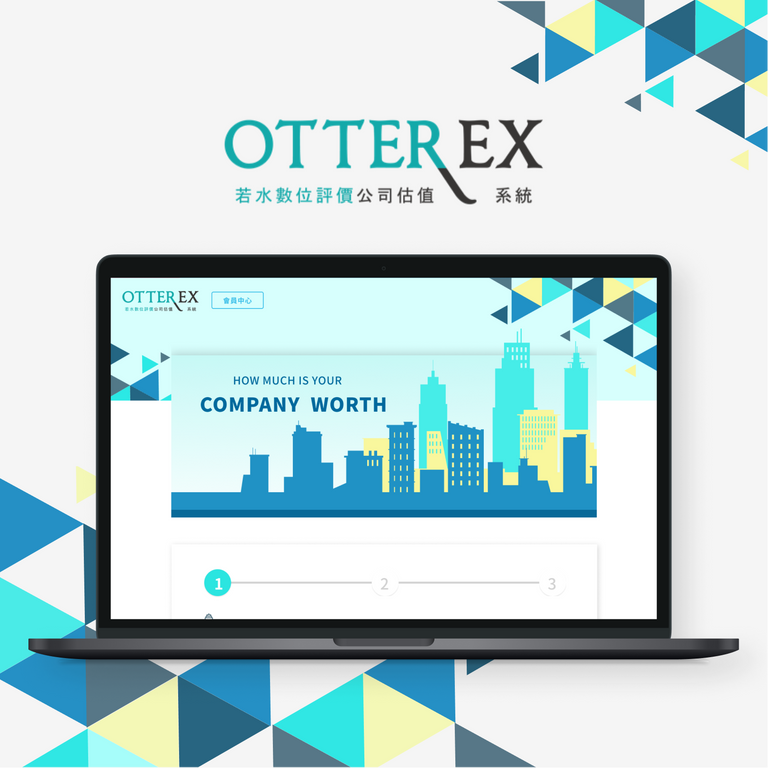 OTTEREX
若水數位評價公司估值 系統
OTTEREX 會員中心
若水數位評價公司估值 系統
HOW MUCH IS YOUR
COMPANY WORTH
1 2 3